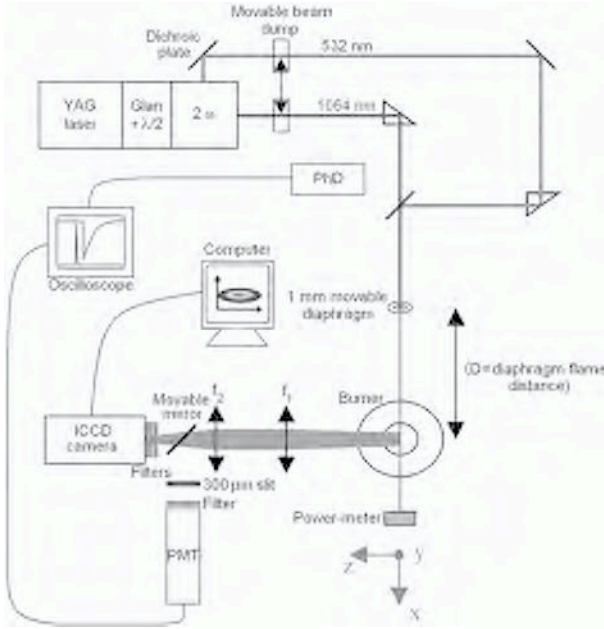 Movable beam
dump
Dichroic
plate
532 nm
1064 nm
YAG
laser
Glan
+λ/2
2 ω
PhD
Oscilloscope
Computer
1 mm movable
diaphragm
(D=diaphragm flame
distance)
Movable
mirror
f₂
f₁
Burner
ICCD
camera
Filters
300 μm slit
Filter
PMT
Power-meter
y
z
x